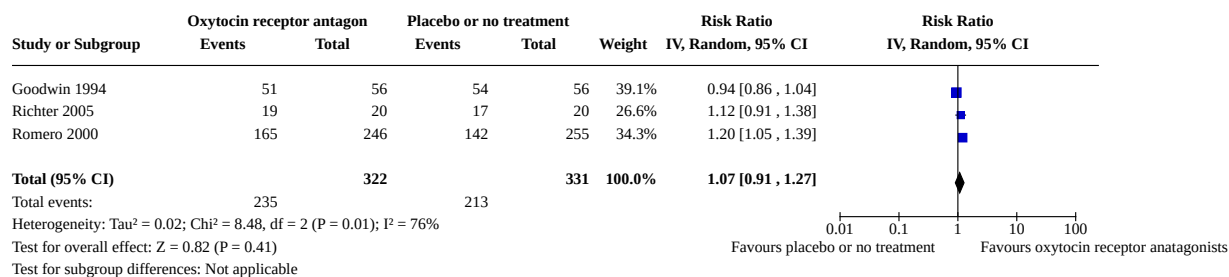 Oxytocin receptor antagon Placebo or no treatment Risk Ratio Risk Ratio
Study or Subgroup Events Total Events Total Weight IV, Random, 95% CI IV, Random, 95% CI
Goodwin 1994 51 56 54 56 39.1% 0.94 [0.86 , 1.04]
Richter 2005 19 20 17 20 26.6% 1.12 [0.91 , 1.38]
Romero 2000 165 246 142 255 34.3% 1.20 [1.05 , 1.39]
Total (95% CI) 322 331 100.0% 1.07 [0.91 , 1.27]
Total events: 235 213
Heterogeneity: Tau² = 0.02; Chi² = 8.48, df = 2 (P = 0.01); I² = 76%
0.01 0.1 1 10 100
Test for overall effect: Z = 0.82 (P = 0.41) Favours placebo or no treatment Favours oxytocin receptor anatagonists
Test for subgroup differences: Not applicable